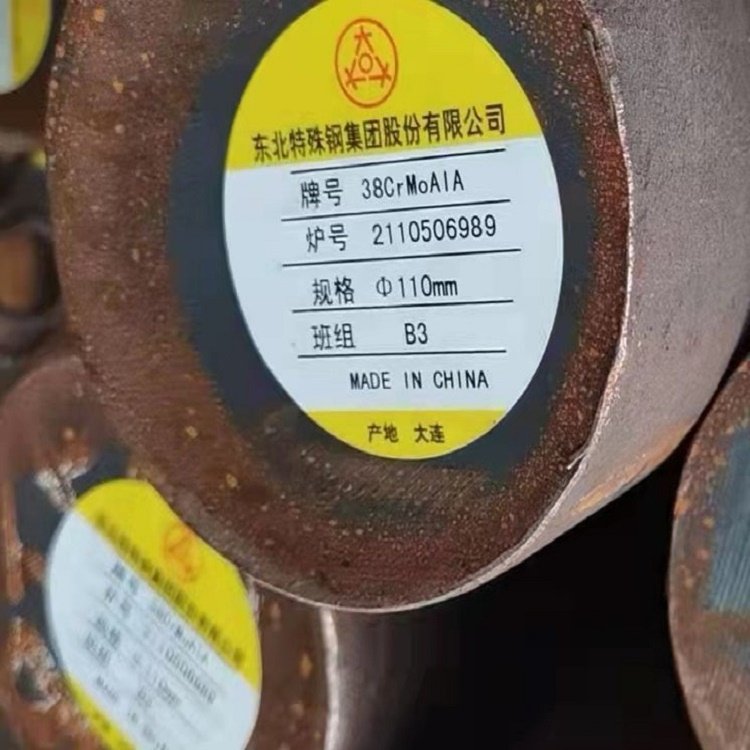 东北特殊钢集团股份有限公司
牌号 38CrMoAlA
炉号 2110506989
规格 Φ110mm
班组 B3
MADE IN CHINA
产地 大连